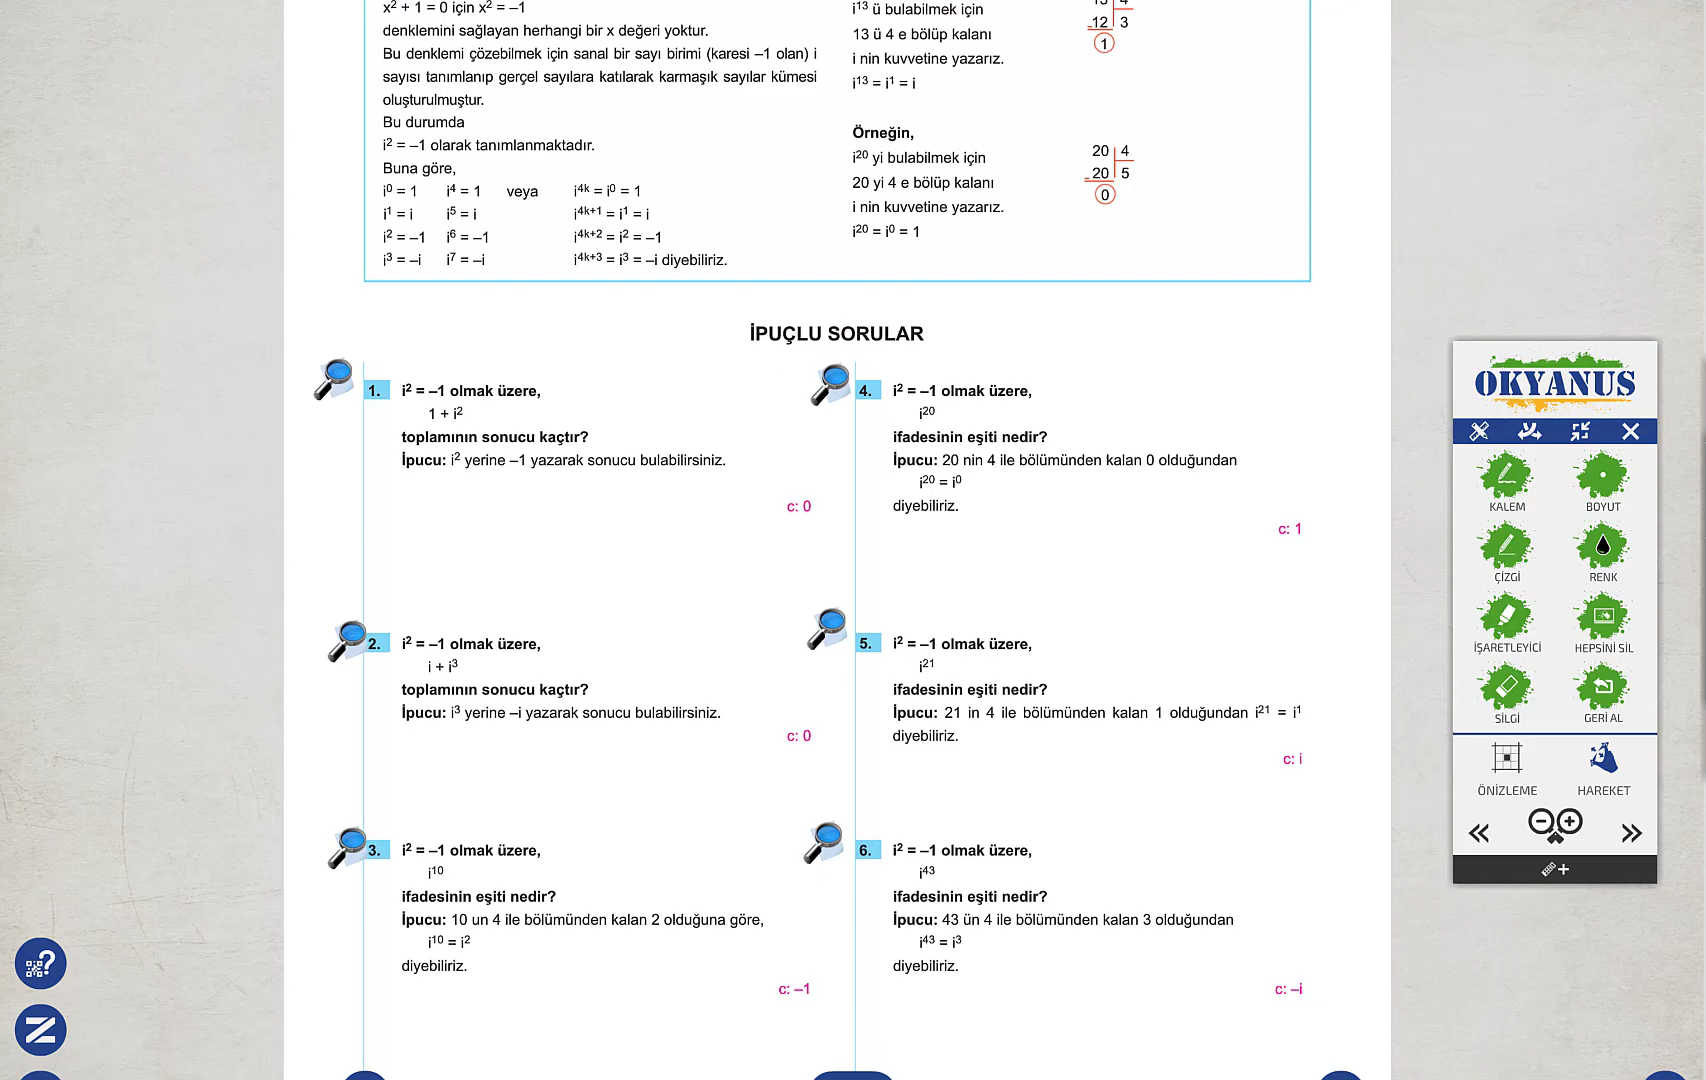 x² + 1 = 0 için x² = –1
denklemini sağlayan herhangi bir x değeri yoktur.
Bu denklemi çözebilmek için sanal bir sayı birimi (karesi –1 olan) i
sayısı tanımlanıp gerçel sayılara katılarak karmaşık sayılar kümesi
oluşturulmuştur.
Bu durumda
i² = –1 olarak tanımlanmaktadır.
Buna göre,
i⁰ = 1 i⁴ = 1 veya i⁴ᵏ = i⁰ = 1
i¹ = i i⁵ = i i⁴ᵏ⁺¹ = i¹ = i
i² = –1 i⁶ = –1 i⁴ᵏ⁺² = i² = –1
i³ = –i i⁷ = –i i⁴ᵏ⁺³ = i³ = –i diyebiliriz.
i¹³ ü bulabilmek için
13 ü 4 e bölüp kalanı
i nin kuvvetine yazarız.
i¹³ = i¹ = i
13 4
–12 3
1
Örneğin,
i²⁰ yi bulabilmek için
20 yi 4 e bölüp kalanı
i nin kuvvetine yazarız.
i²⁰ = i⁰ = 1
20 4
–20 5
0
İPUÇLU SORULAR
1. i² = –1 olmak üzere,
1 + i²
toplamının sonucu kaçtır?
İpucu: i² yerine –1 yazarak sonucu bulabilirsiniz.
c: 0
2. i² = –1 olmak üzere,
i + i³
toplamının sonucu kaçtır?
İpucu: i³ yerine –i yazarak sonucu bulabilirsiniz.
c: 0
3. i² = –1 olmak üzere,
i¹⁰
ifadesinin eşiti nedir?
İpucu: 10 un 4 ile bölümünden kalan 2 olduğuna göre,
i¹⁰ = i²
diyebiliriz.
c: –1
4. i² = –1 olmak üzere,
i²⁰
ifadesinin eşiti nedir?
İpucu: 20 nin 4 ile bölümünden kalan 0 olduğundan
i²⁰ = i⁰
diyebiliriz.
c: 1
5. i² = –1 olmak üzere,
i²¹
ifadesinin eşiti nedir?
İpucu: 21 in 4 ile bölümünden kalan 1 olduğundan i²¹ = i¹
diyebiliriz.
c: i
6. i² = –1 olmak üzere,
i⁴³
ifadesinin eşiti nedir?
İpucu: 43 ün 4 ile bölümünden kalan 3 olduğundan
i⁴³ = i³
diyebiliriz.
c: –i
OKYANUS
KALEM BOYUT
ÇİZGİ RENK
İŞARETLEYİCİ HEPSİNİ SİL
SİLGİ GERİ AL
ÖNİZLEME HAREKET